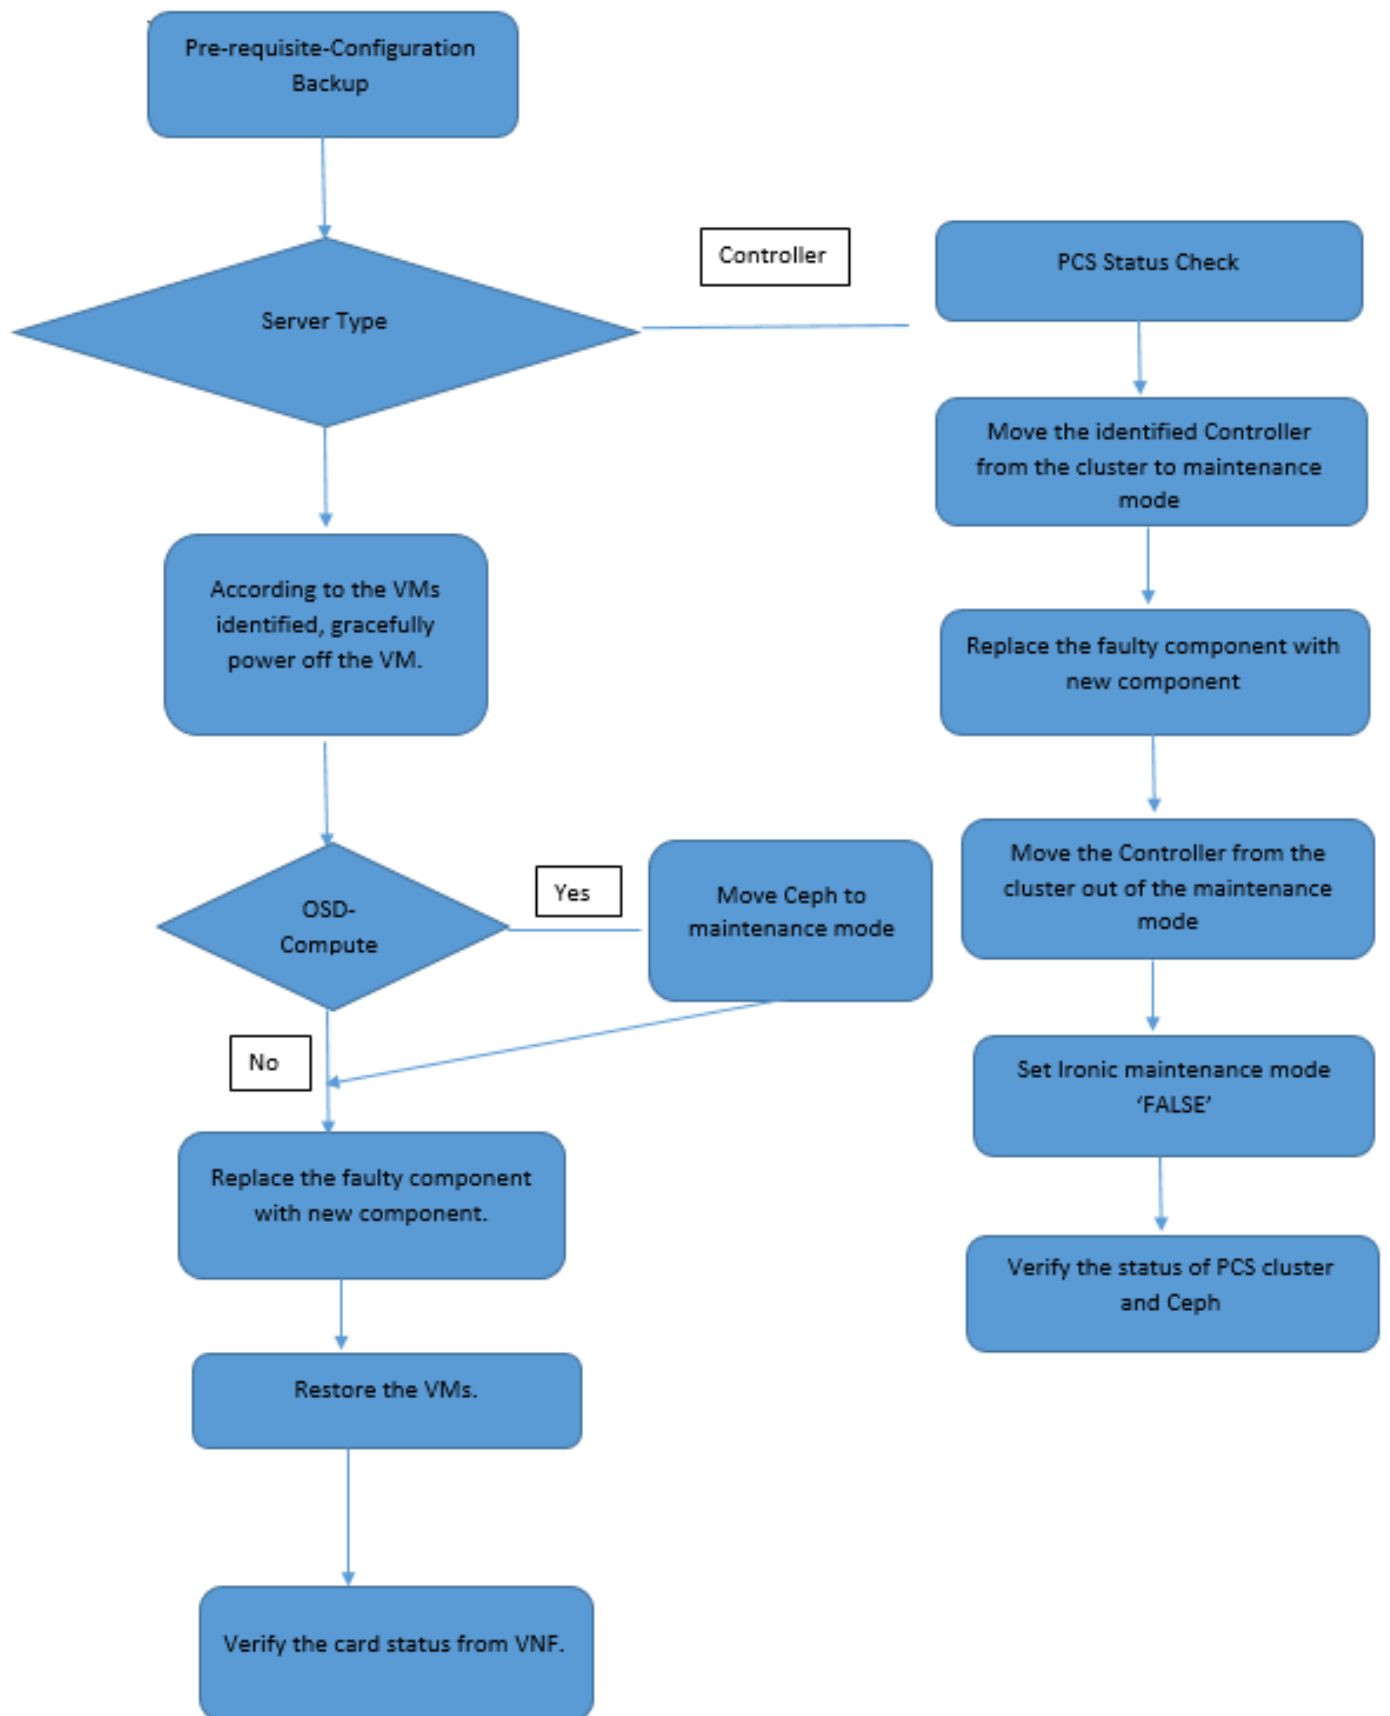 Pre-requisite-Configuration
Backup
Server Type
Controller
PCS Status Check
Move the identified Controller
from the cluster to maintenance
mode
According to the VMs
identified, gracefully
power off the VM.
Replace the faulty component with
new component
Move the Controller from the
cluster out of the maintenance
mode
OSD-
Compute
Yes
Move Ceph to
maintenance mode
No
Set Ironic maintenance mode
‘FALSE’
Replace the faulty component
with new component.
Verify the status of PCS cluster
and Ceph
Restore the VMs.
Verify the card status from VNF.